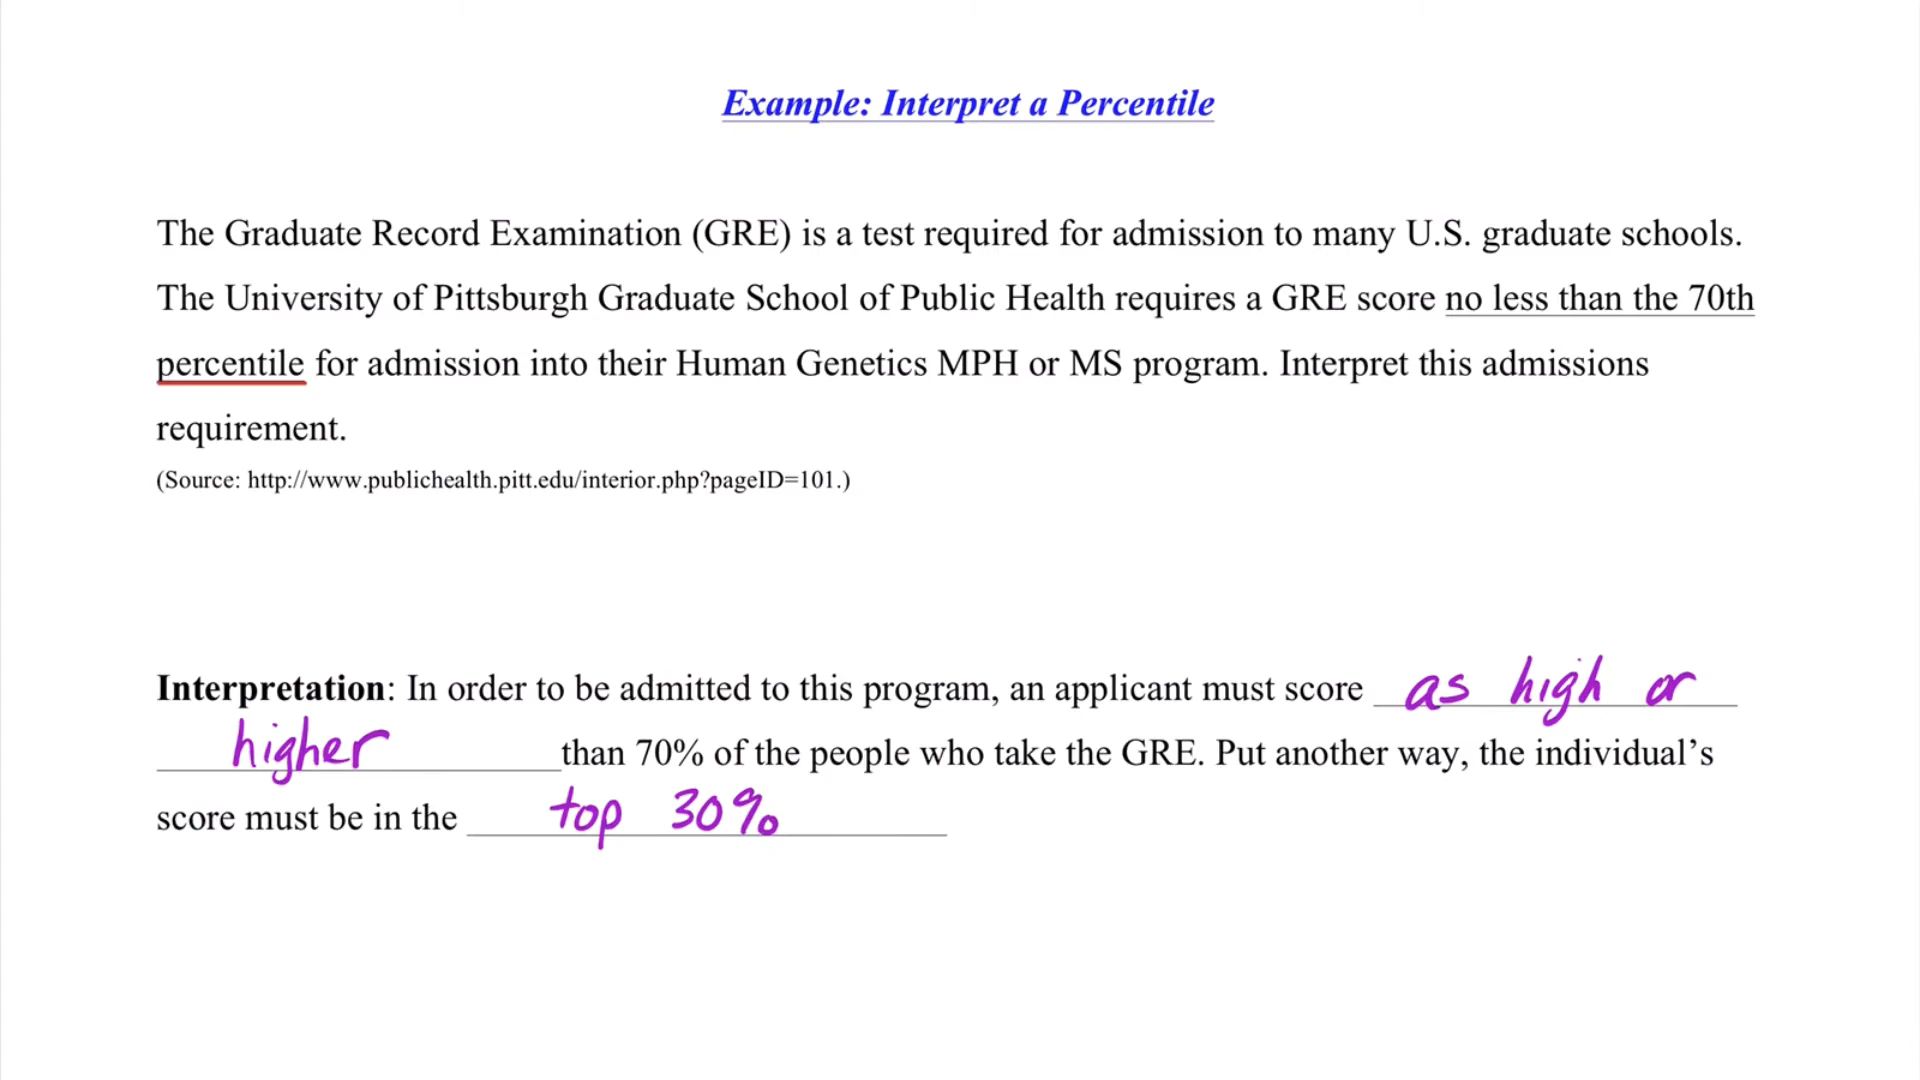 Example: Interpret a Percentile
The Graduate Record Examination (GRE) is a test required for admission to many U.S. graduate schools.
The University of Pittsburgh Graduate School of Public Health requires a GRE score no less than the 70th
percentile for admission into their Human Genetics MPH or MS program. Interpret this admissions
requirement.
(Source: http://www.publichealth.pitt.edu/interior.php?pageID=101.)
Interpretation: In order to be admitted to this program, an applicant must score as high or
higher than 70% of the people who take the GRE. Put another way, the individual’s
score must be in the top 30%